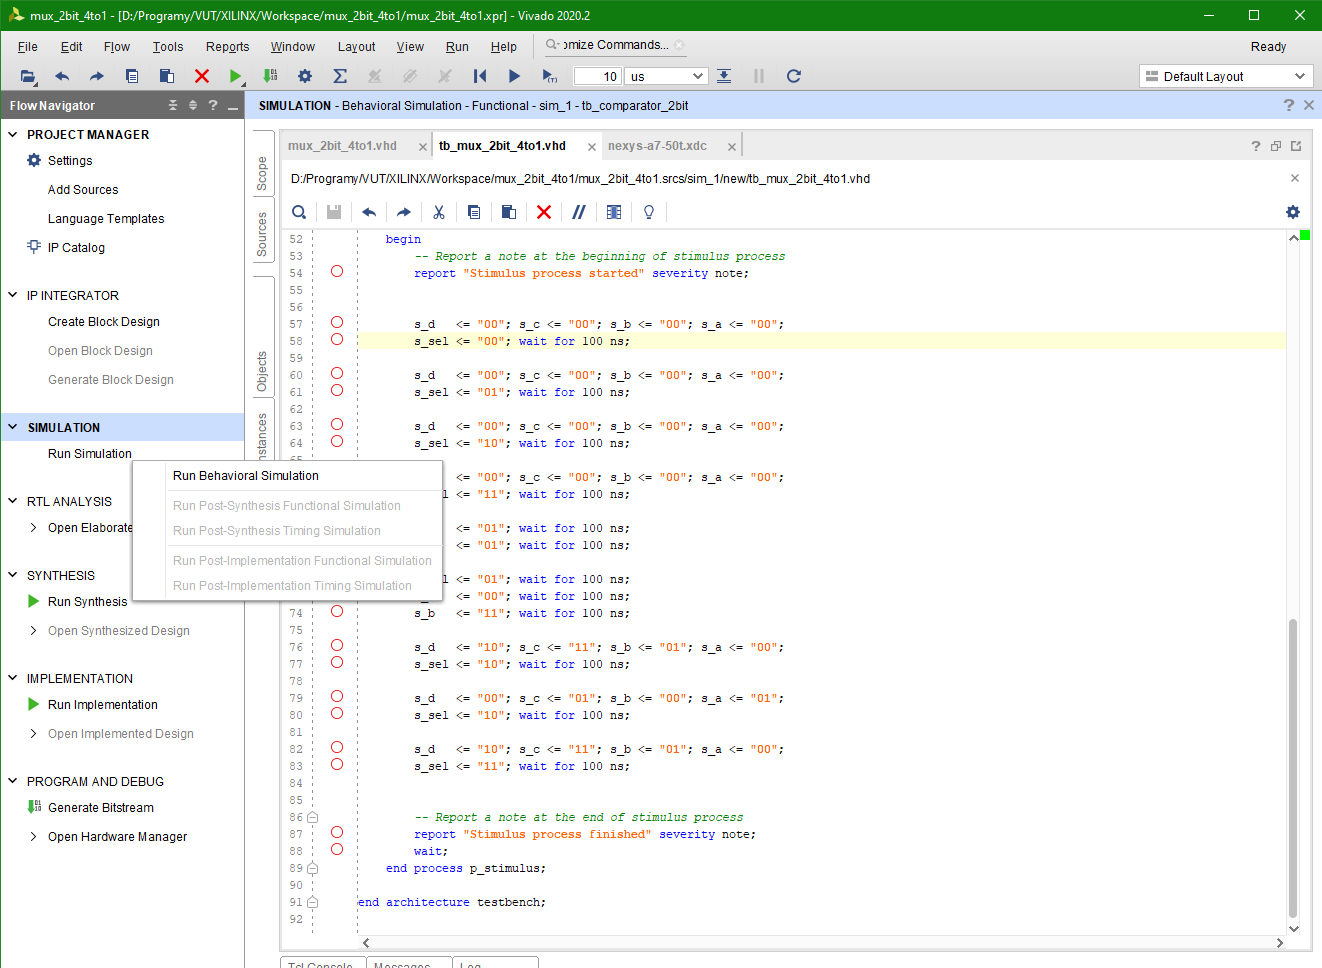 mux_2bit_4to1 - [D:/Programy/VUT/XILINX/Workspace/mux_2bit_4to1/mux_2bit_4to1.xpr] - Vivado 2020.2
File Edit Flow Tools Reports Window Layout View Run Help
omize Commands...
Ready
10 us
Default Layout
Flow Navigator
SIMULATION - Behavioral Simulation - Functional - sim_1 - tb_comparator_2bit
PROJECT MANAGER
Settings
Add Sources
Language Templates
IP Catalog
IP INTEGRATOR
Create Block Design
Open Block Design
Generate Block Design
SIMULATION
Run Simulation
Run Behavioral Simulation
Run Post-Synthesis Functional Simulation
Run Post-Synthesis Timing Simulation
Run Post-Implementation Functional Simulation
Run Post-Implementation Timing Simulation
RTL ANALYSIS
Open Elaborate
SYNTHESIS
Run Synthesis
Open Synthesized Design
IMPLEMENTATION
Run Implementation
Open Implemented Design
PROGRAM AND DEBUG
Generate Bitstream
Open Hardware Manager
Scope
Sources
Objects
nstances
mux_2bit_4to1.vhd
tb_mux_2bit_4to1.vhd
nexys-a7-50t.xdc
D:/Programy/VUT/XILINX/Workspace/mux_2bit_4to1/mux_2bit_4to1.srcs/sim_1/new/tb_mux_2bit_4to1.vhd
52 begin
53 -- Report a note at the beginning of stimulus process
54 report "Stimulus process started" severity note;
55
56
57 s_d <= "00"; s_c <= "00"; s_b <= "00"; s_a <= "00";
58 s_sel <= "00"; wait for 100 ns;
59
60 s_d <= "00"; s_c <= "00"; s_b <= "00"; s_a <= "00";
61 s_sel <= "01"; wait for 100 ns;
62
63 s_d <= "00"; s_c <= "00"; s_b <= "00"; s_a <= "00";
64 s_sel <= "10"; wait for 100 ns;
<= "00"; s_c <= "00"; s_b <= "00"; s_a <= "00";
l <= "11"; wait for 100 ns;
<= "01"; wait for 100 ns;
<= "01"; wait for 100 ns;
l <= "01"; wait for 100 ns;
<= "00"; wait for 100 ns;
74 s_b <= "11"; wait for 100 ns;
75
76 s_d <= "10"; s_c <= "11"; s_b <= "01"; s_a <= "00";
77 s_sel <= "10"; wait for 100 ns;
78
79 s_d <= "00"; s_c <= "01"; s_b <= "00"; s_a <= "01";
80 s_sel <= "10"; wait for 100 ns;
81
82 s_d <= "10"; s_c <= "11"; s_b <= "01"; s_a <= "00";
83 s_sel <= "11"; wait for 100 ns;
84
85
86 -- Report a note at the end of stimulus process
87 report "Stimulus process finished" severity note;
88 wait;
89 end process p_stimulus;
90
91 end architecture testbench;
92
Tcl Console
Messages
Log